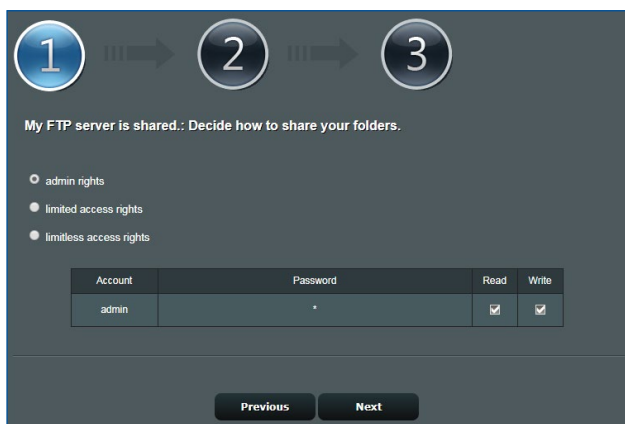 1 2 3
My FTP server is shared.: Decide how to share your folders.
admin rights
limited access rights
limitless access rights
Account Password Read Write
admin *
Previous Next